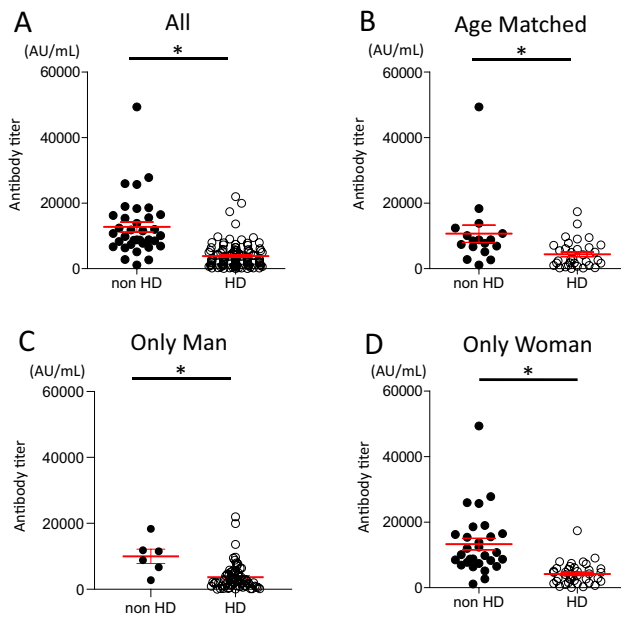 A
All
(AU/mL)
*
60000
40000
20000
0
Antibody titer
non HD
HD
B
Age Matched
(AU/mL)
*
60000
40000
20000
0
Antibody titer
non HD
HD
C
Only Man
(AU/mL)
*
60000
40000
20000
0
Antibody titer
non HD
HD
D
Only Woman
(AU/mL)
*
60000
40000
20000
0
Antibody titer
non HD
HD